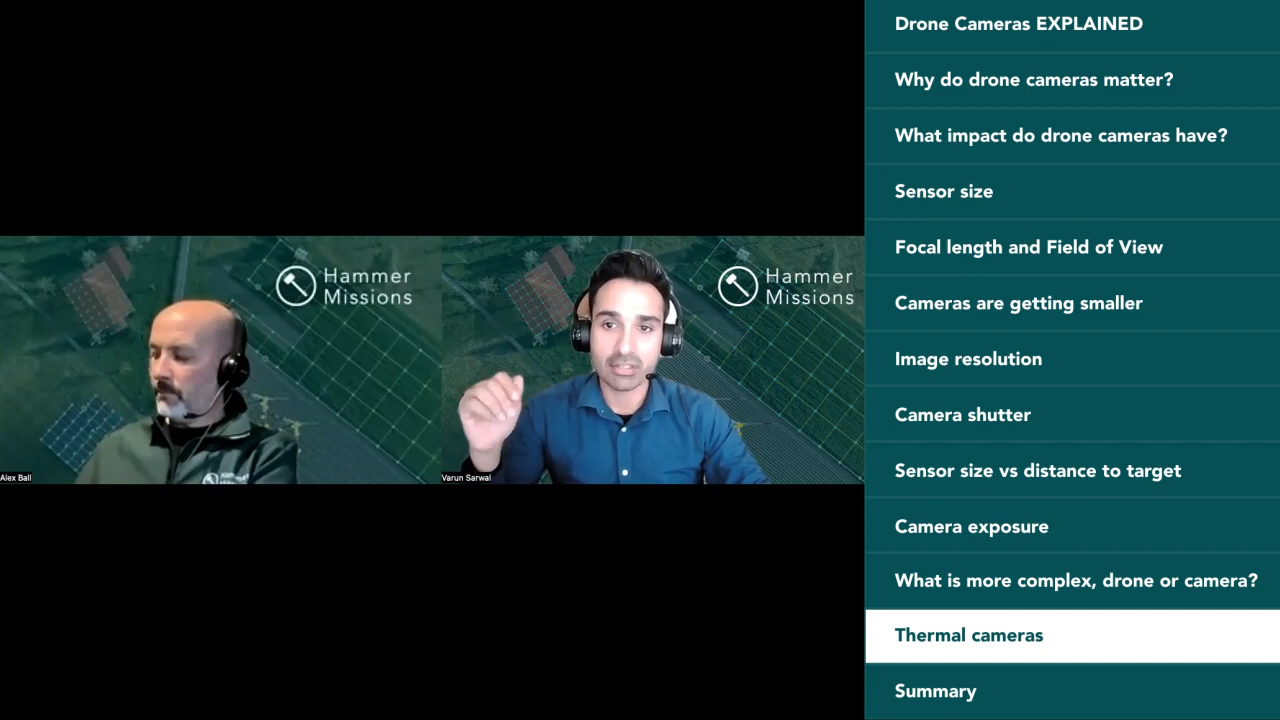 Hammer
Missions
Alex Ball
Hammer
Missions
Varun Sarwal
Drone Cameras EXPLAINED
Why do drone cameras matter?
What impact do drone cameras have?
Sensor size
Focal length and Field of View
Cameras are getting smaller
Image resolution
Camera shutter
Sensor size vs distance to target
Camera exposure
What is more complex, drone or camera?
Thermal cameras
Summary